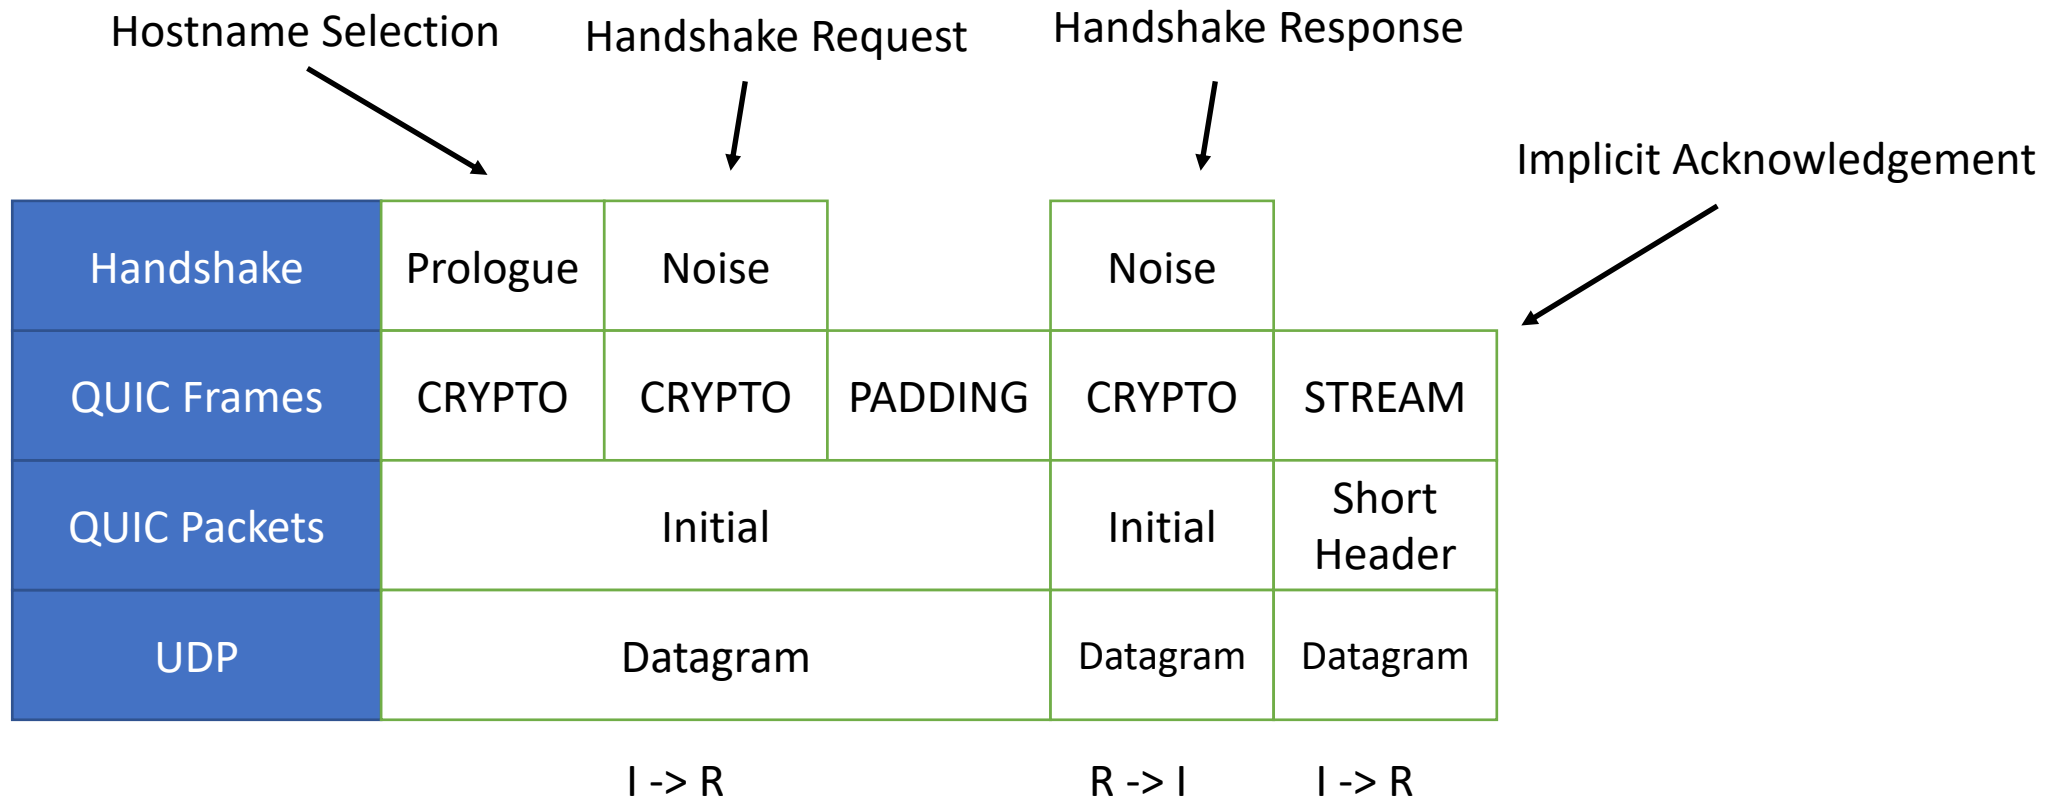 Hostname Selection
Handshake Request
Handshake Response
Implicit Acknowledgement
Handshake
Prologue
Noise
Noise
QUIC Frames
CRYPTO
CRYPTO
PADDING
CRYPTO
STREAM
QUIC Packets
Initial
Initial
Short
Header
UDP
Datagram
Datagram
Datagram
I -> R
R -> I
I -> R